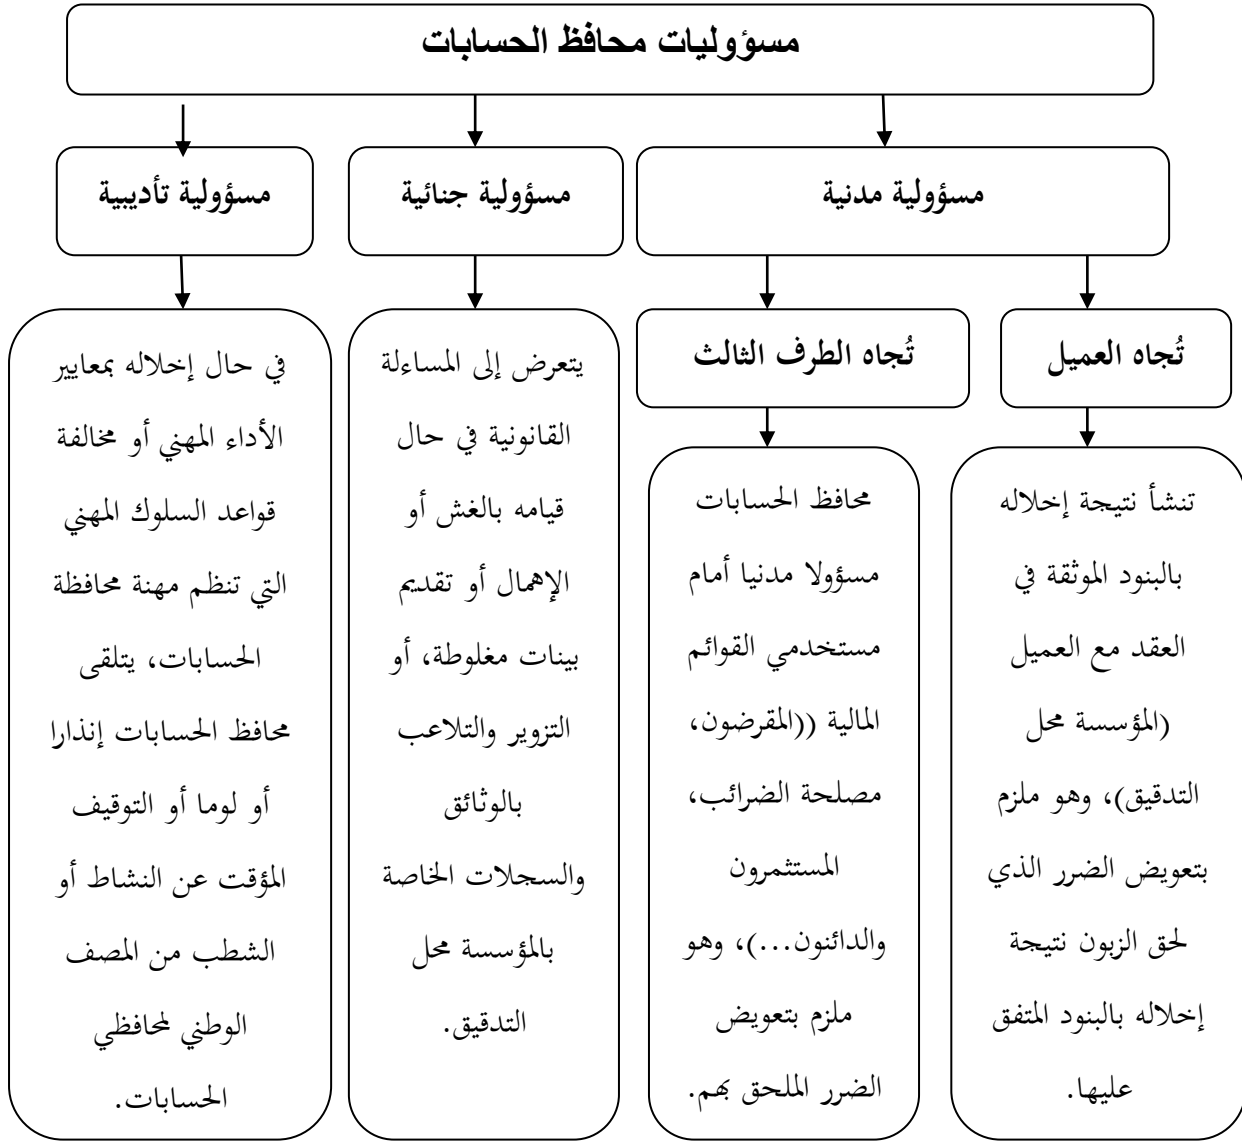 مسؤوليات محافظ الحسابات
مسؤولية مدنية
مسؤولية جنائية
مسؤولية تأديبية
تُجاه العميل
تُجاه الطرف الثالث
تنشأ نتيجة إخلاله
بالبنود الموثقة في
العقد مع العميل
(المؤسسة محل
التدقيق)، وهو ملزم
بتعويض الضرر الذي
لحق الزبون نتيجة
إخلاله بالبنود المتفق
عليها.
محافظ الحسابات
مسؤولا مدنيا أمام
مستخدمي القوائم
المالية ((المقرضون،
مصلحة الضرائب،
المستثمرون
والدائنون...)، وهو
ملزم بتعويض
الضرر الملحق بهم.
يتعرض إلى المساءلة
القانونية في حال
قيامه بالغش أو
الإهمال أو تقديم
بينات مغلوطة، أو
التزوير والتلاعب
بالوثائق
والسجلات الخاصة
بالمؤسسة محل
التدقيق.
في حال إخلاله بمعايير
الأداء المهني أو مخالفة
قواعد السلوك المهني
التي تنظم مهنة محافظة
الحسابات، يتلقى
محافظ الحسابات إنذارا
أو لوما أو التوقيف
المؤقت عن النشاط أو
الشطب من المصف
الوطني لمحافظي
الحسابات.